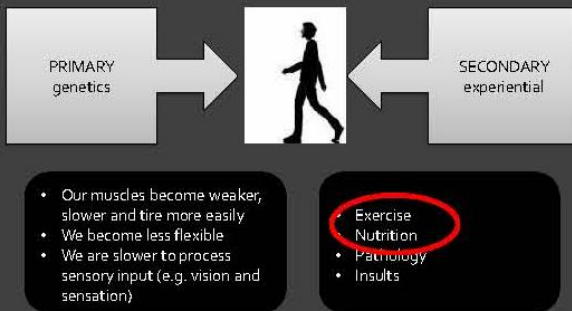 PRIMARY
genetics
SECONDARY
experiential
• Our muscles become weaker,
slower and tire more easily
• We become less flexible
• We are slower to process
sensory input (e.g. vision and
sensation)
• Exercise
• Nutrition
• Pathology
• Insults